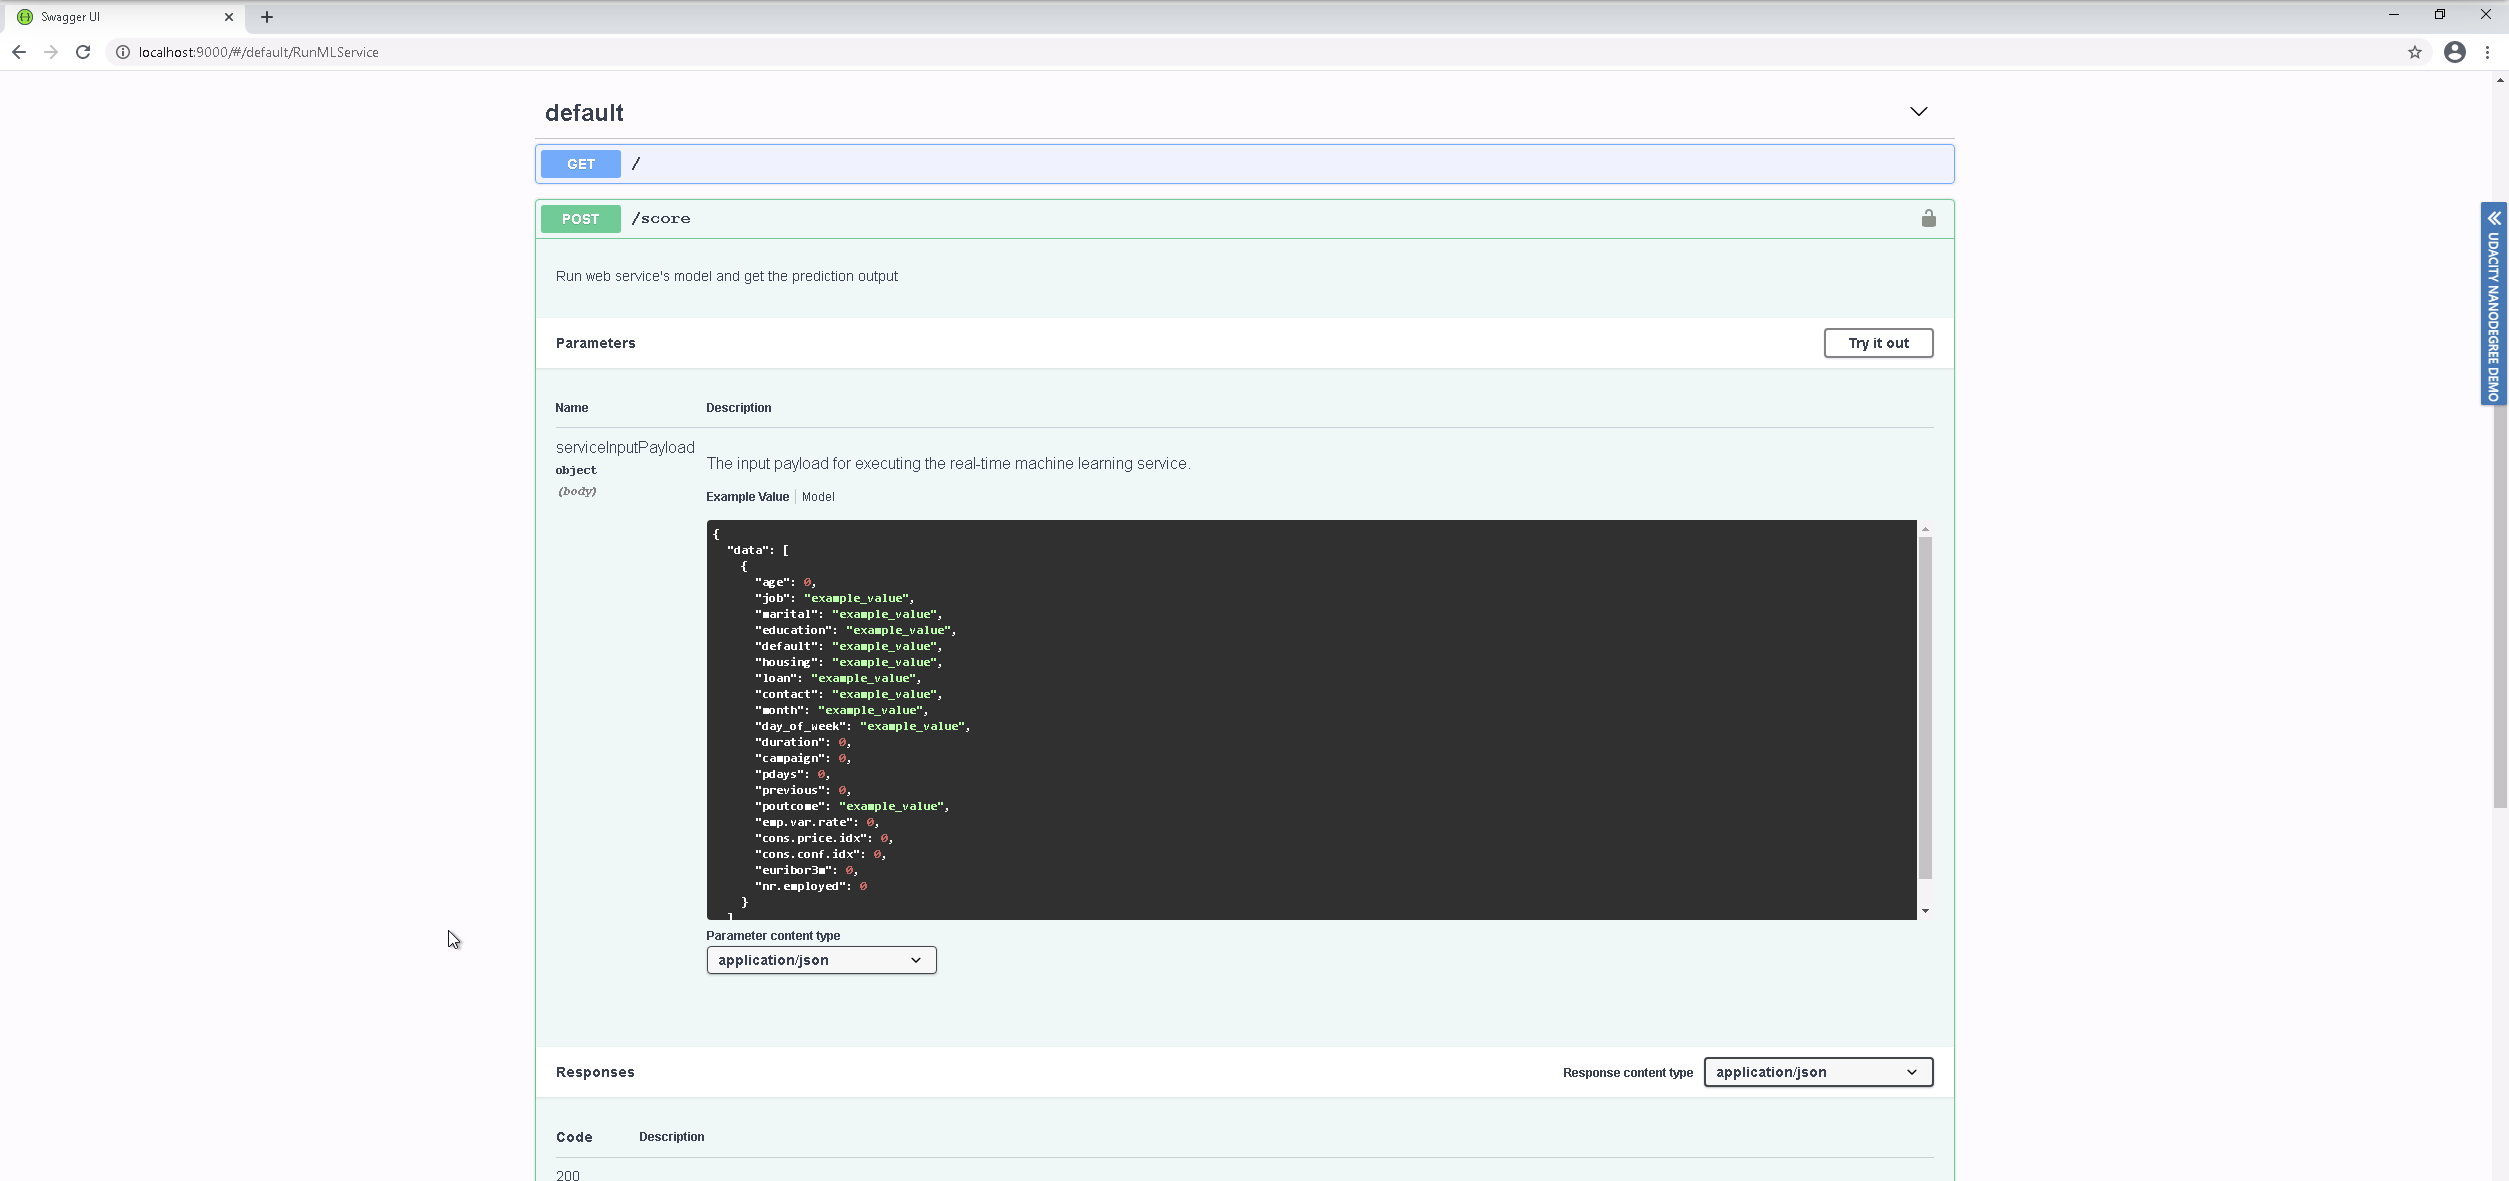 Swagger UI
localhost:9000/#/default/RunMLService
default
GET /
POST /score
Run web service's model and get the prediction output
Parameters
Try it out
Name Description
serviceInputPayload
object
(body)
The input payload for executing the real-time machine learning service.
Example Value Model
{
"data": [
{
"age": 0,
"job": "example_value",
"marital": "example_value",
"education": "example_value",
"default": "example_value",
"housing": "example_value",
"loan": "example_value",
"contact": "example_value",
"month": "example_value",
"day_of_week": "example_value",
"duration": 0,
"campaign": 0,
"pdays": 0,
"previous": 0,
"poutcome": "example_value",
"emp.var.rate": 0,
"cons.price.idx": 0,
"cons.conf.idx": 0,
"euribor3m": 0,
"nr.employed": 0
}
]
Parameter content type
application/json
Responses
Response content type application/json
Code Description
200
UDACITY NANODEGREE DEMO